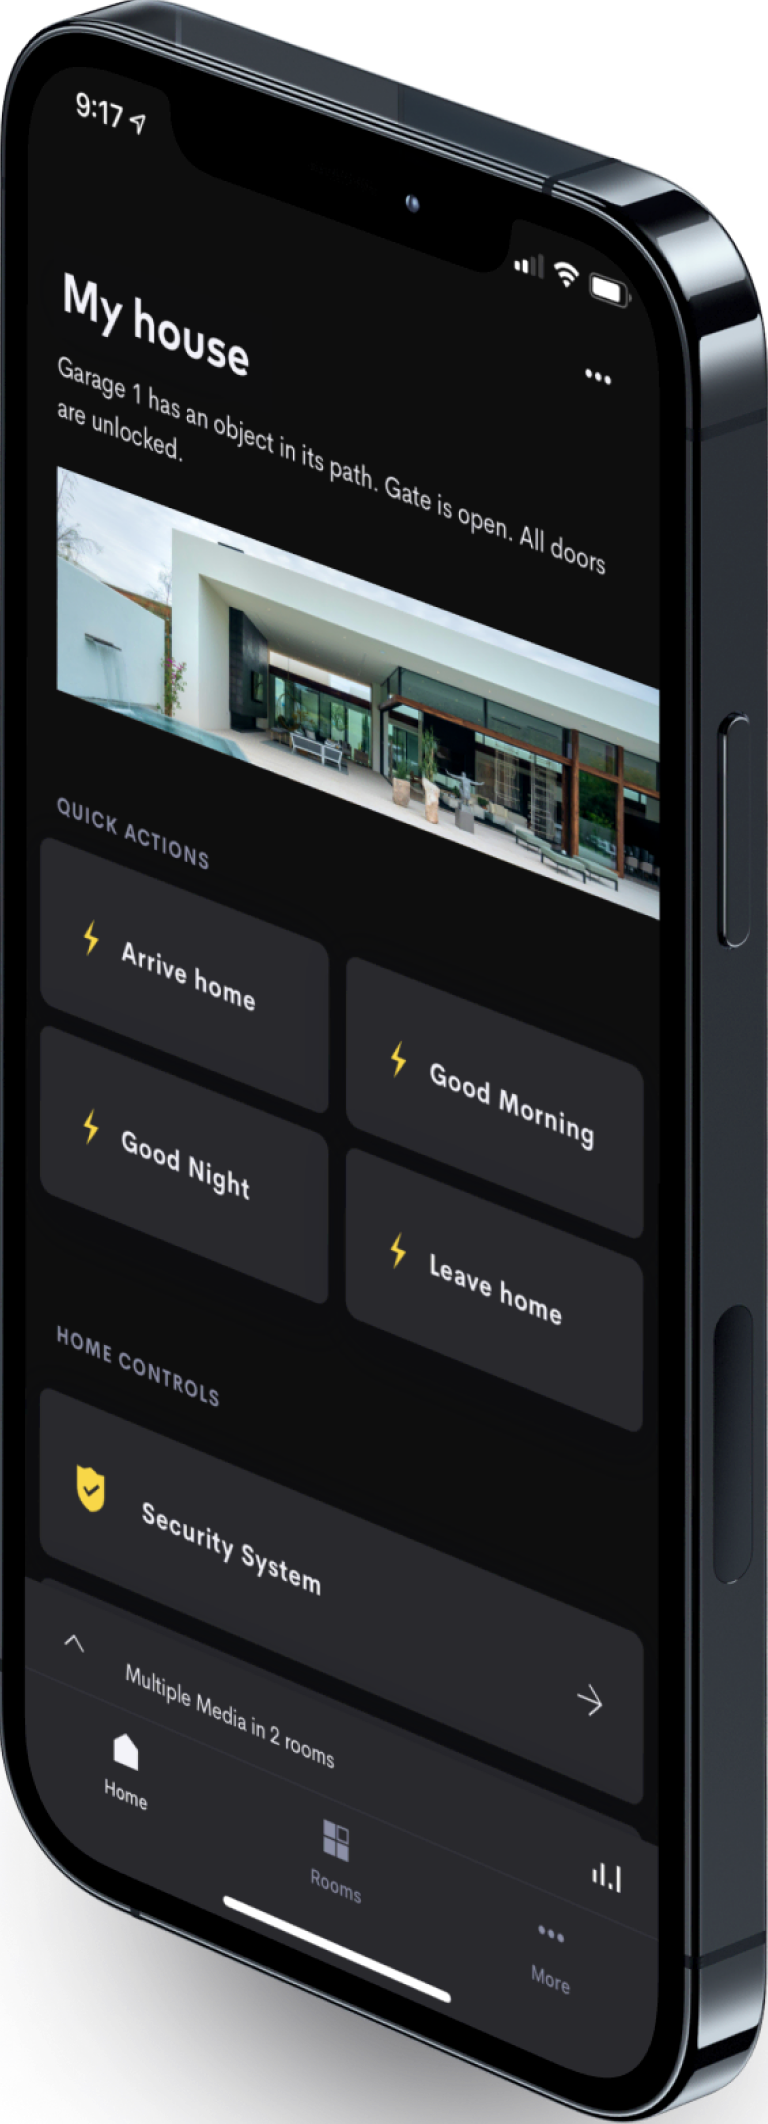 9:17
My house
Garage 1 has an object in its path. Gate is open. All doors
are unlocked.
QUICK ACTIONS
Arrive home
Good Morning
Good Night
Leave home
HOME CONTROLS
Security System
Multiple Media in 2 rooms
Home
Rooms
More